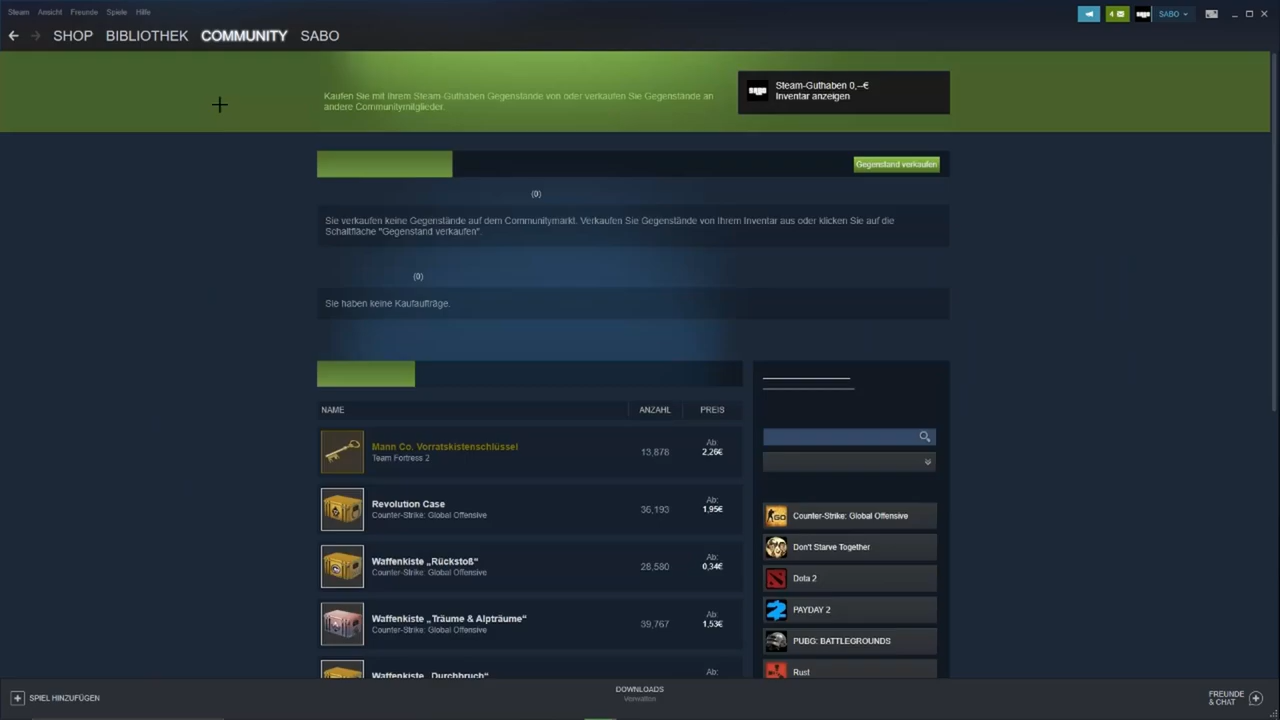 Steam Ansicht Freunde Spiele Hilfe
4 SABO
SHOP BIBLIOTHEK COMMUNITY SABO
Kaufen Sie mit Ihrem Steam-Guthaben Gegenstände von oder verkaufen Sie Gegenstände an
andere Communitymitglieder.
Steam-Guthaben 0,--€
Inventar anzeigen
Gegenstand verkaufen
(0)
Sie verkaufen keine Gegenstände auf dem Communitymarkt. Verkaufen Sie Gegenstände von Ihrem Inventar aus oder klicken Sie auf die
Schaltfläche "Gegenstand verkaufen".
(0)
Sie haben keine Kaufaufträge.
NAME ANZAHL PREIS
Mann Co. Vorratskistenschlüssel
Team Fortress 2
13,878
Ab:
2,26€
Revolution Case
Counter-Strike: Global Offensive
36,193
Ab:
1,95€
Waffenkiste „Rückstoß“
Counter-Strike: Global Offensive
28,580
Ab:
0,34€
Waffenkiste „Träume & Alpträume“
Counter-Strike: Global Offensive
39,767
Ab:
1,53€
Waffenkiste „Durchbruch“
Ab:
Counter-Strike: Global Offensive
Don't Starve Together
Dota 2
PAYDAY 2
PUBG: BATTLEGROUNDS
Rust
SPIEL HINZUFÜGEN
DOWNLOADS
Verwalten
FREUNDE
& CHAT